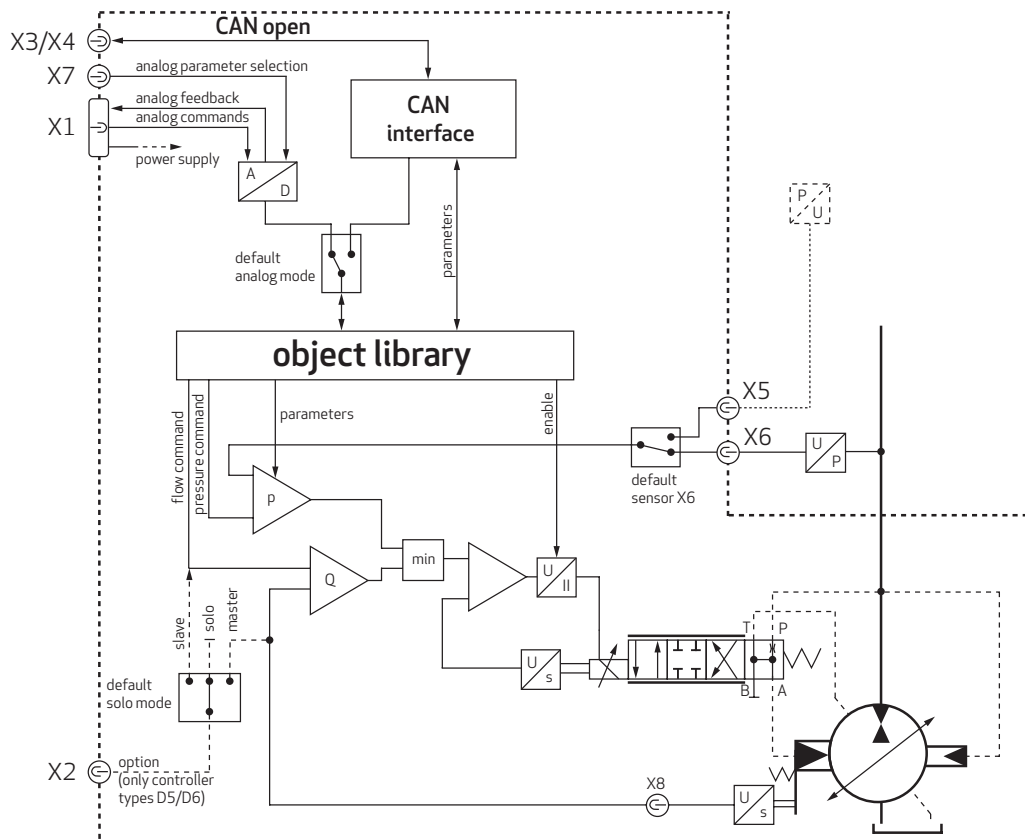 CAN open
X3/X4
X7
analog parameter selection
analog feedback
X1
analog commands
power supply
CAN
interface
A
D
P
U
default
analog mode
parameters
object library
flow command
pressure command
parameters
enable
X5
X6
U
P
default
sensor X6
p
min
Q
U
II
slave
solo
master
T
P
U
s
B
A
default
solo mode
X2
option
(only controller
types D5/D6)
X8
U
s